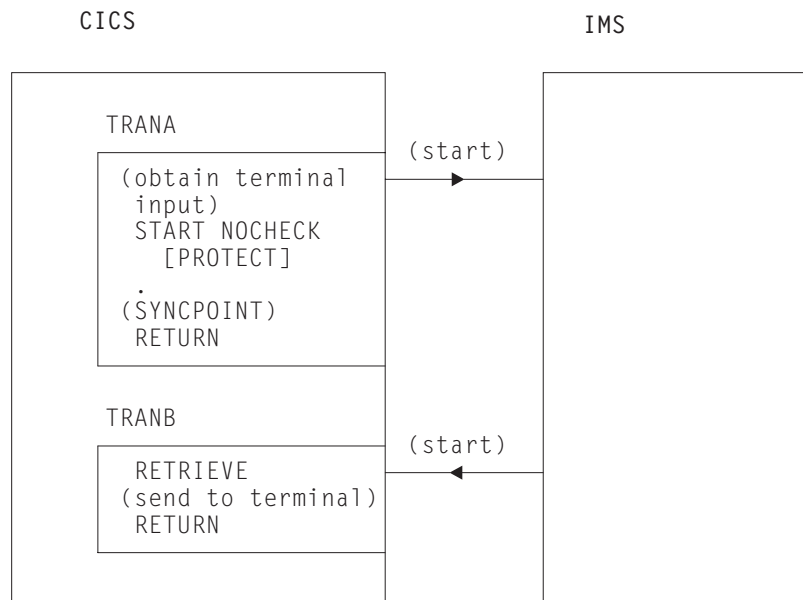 CICS
IMS
TRANA
(start)
(obtain terminal
input)
START NOCHECK
[PROTECT]
.
(SYNCPOINT)
RETURN
TRANB
(start)
RETRIEVE
(send to terminal)
RETURN